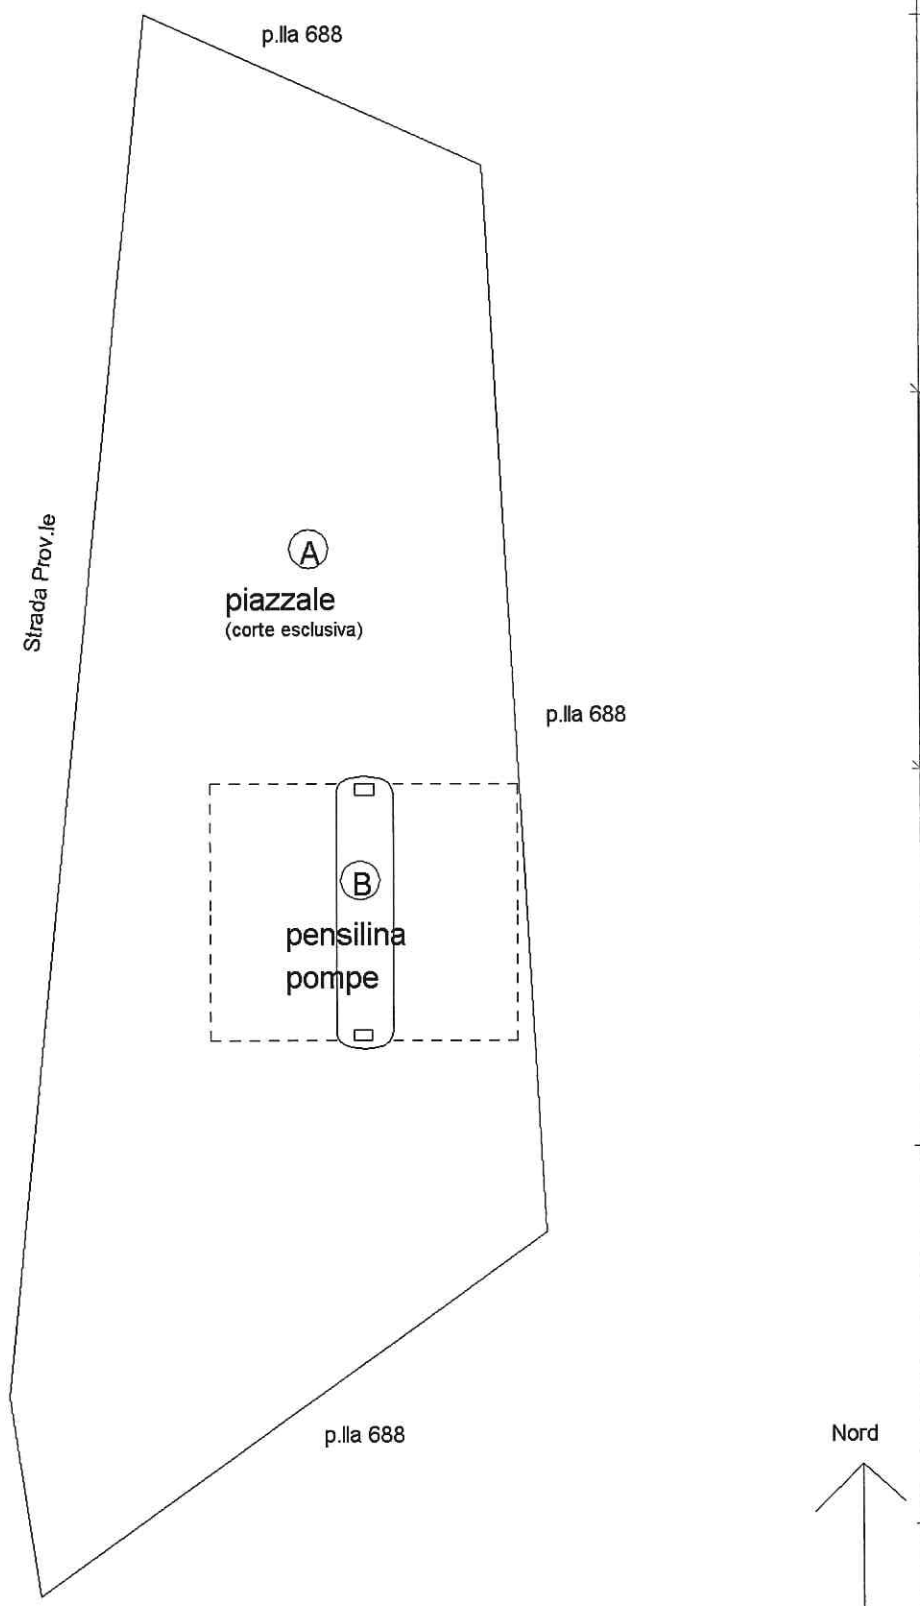 p.lla 688
Strada Prov.le
A
piazzale
(corte esclusiva)
p.lla 688
B
pensilina
pompe
p.lla 688
Nord